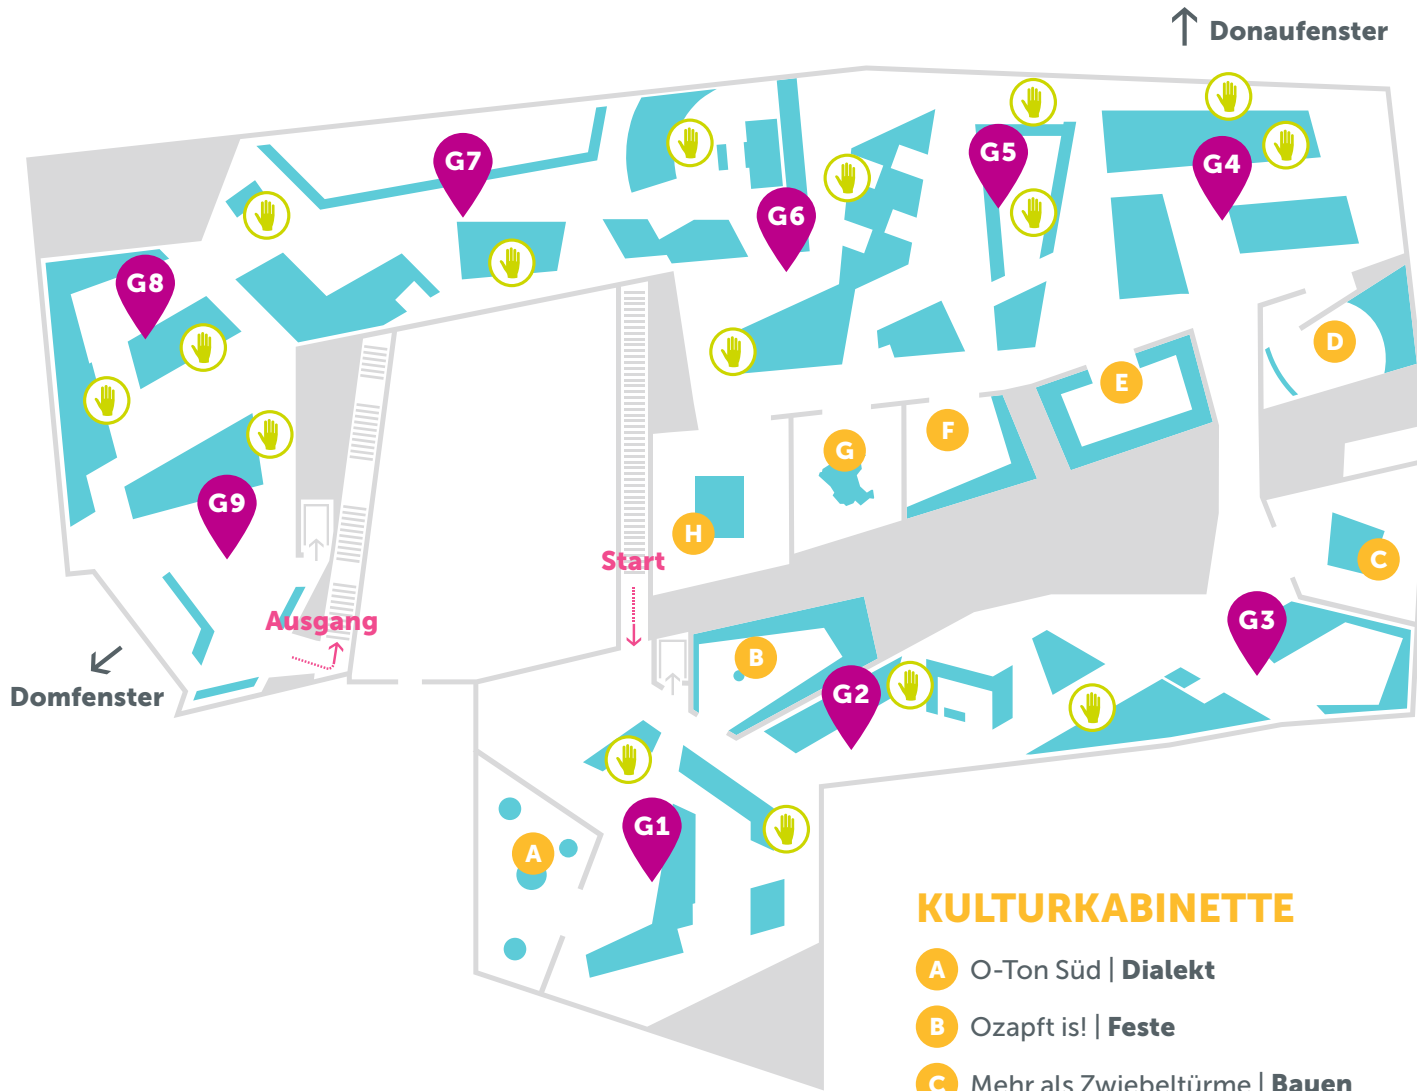 Donaufenster
G7
G5
G4
G6
G8
D
E
F
G
G9
H
Start
C
Ausgang
G3
B
Domfenster
G2
G1
A
KULTURKABINETTE
A O-Ton Süd | Dialekt
B Ozapft is! | Feste
C Mehr als Zwiebeltürme | Bauen